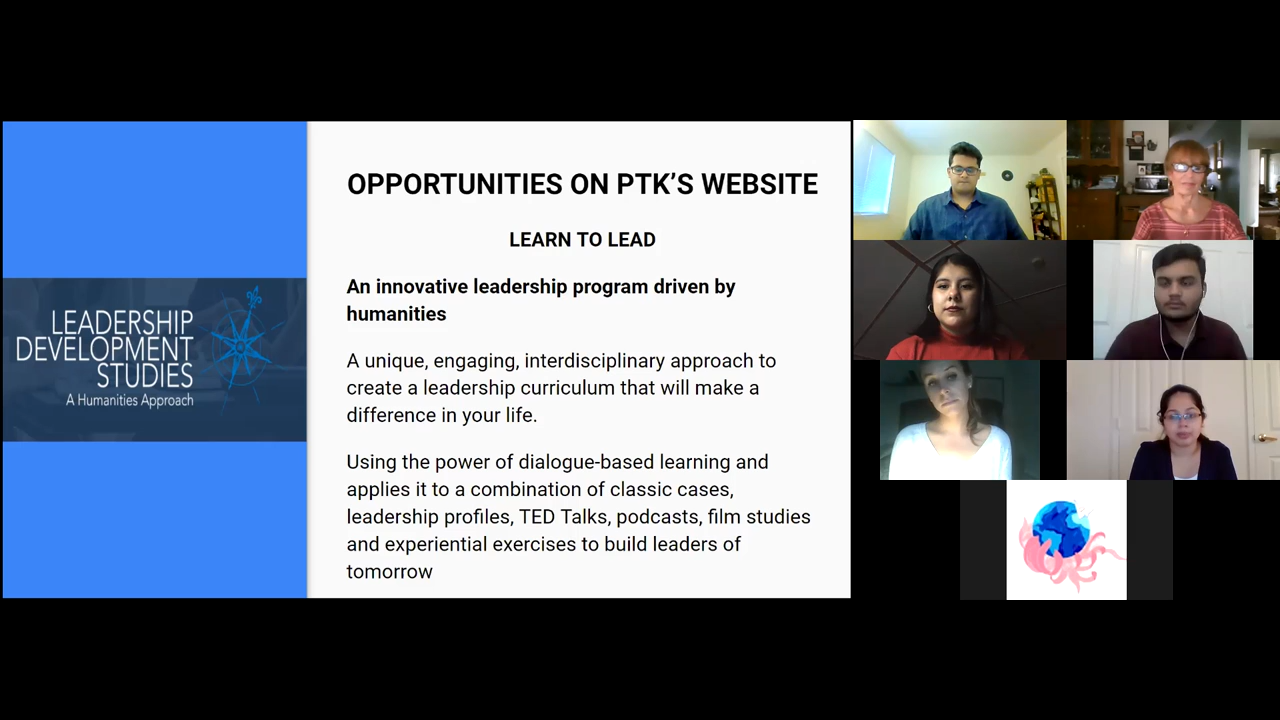 OPPORTUNITIES ON PTK'S WEBSITE
LEARN TO LEAD
An innovative leadership program driven by
humanities
A unique, engaging, interdisciplinary approach to
create a leadership curriculum that will make a
difference in your life.
Using the power of dialogue-based learning and
applies it to a combination of classic cases,
leadership profiles, TED Talks, podcasts, film studies
and experiential exercises to build leaders of
tomorrow
LEADERSHIP
DEVELOPMENT
STUDIES
A Humanities Approach